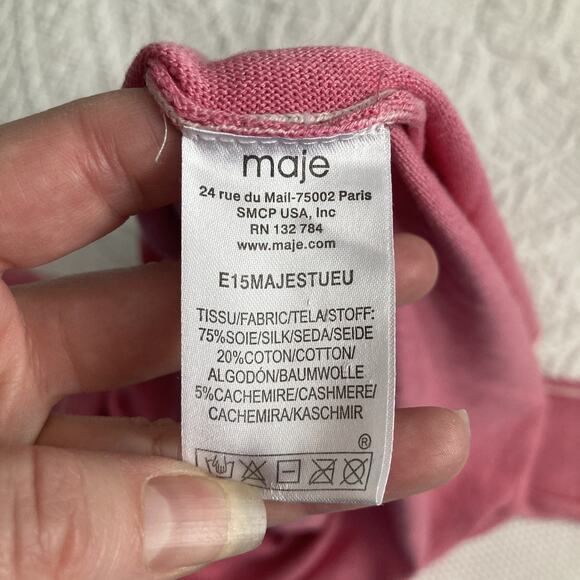 maje
24 rue du Mail-75002 Paris
SMCP USA, Inc
RN 132 784
www.maje.com
E15MAJESTUEU
TISSU/FABRIC/TELA/STOFF:
75%SOIE/SILK/SEDA/SEIDE
20%COTON/COTTON/
ALGODÓN/BAUMWOLLE
5%CACHEMIRE/CASHMERE/
CACHEMIRA/KASCHMIR
®